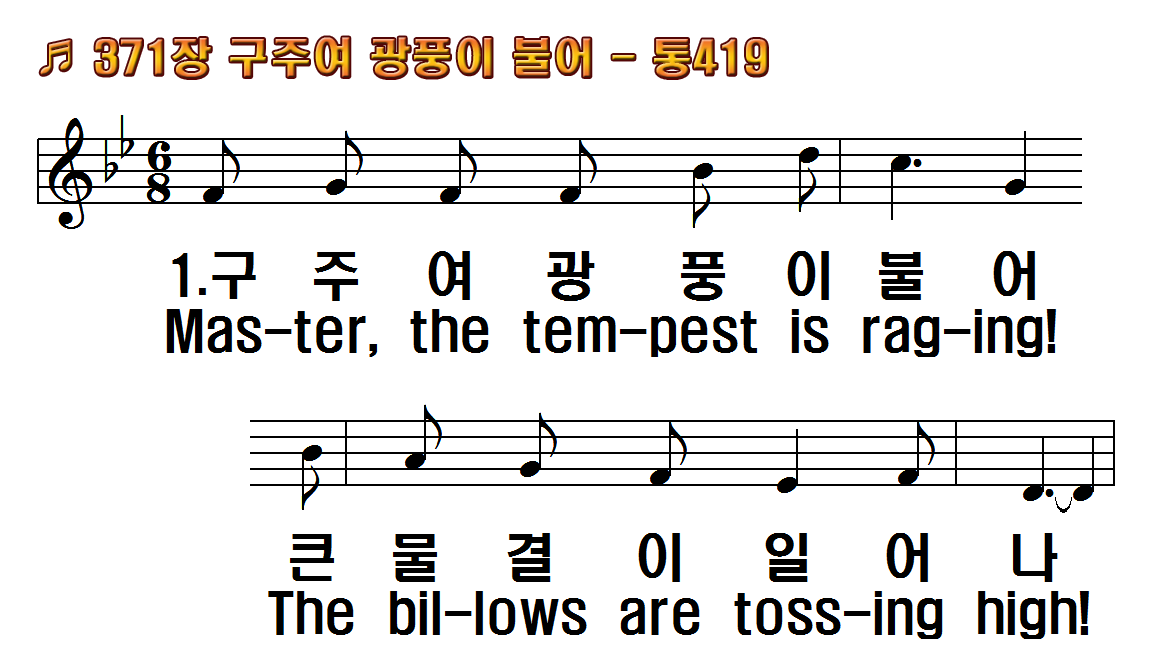 ♬ 371장 구주여 광풍이 불어 - 통419
6
8
1.구 주 여 광 풍 이 불 어
Mas-ter, the tem-pest is rag-ing!
큰 물 결 이 일 어 나
The bil-lows are toss-ing high!